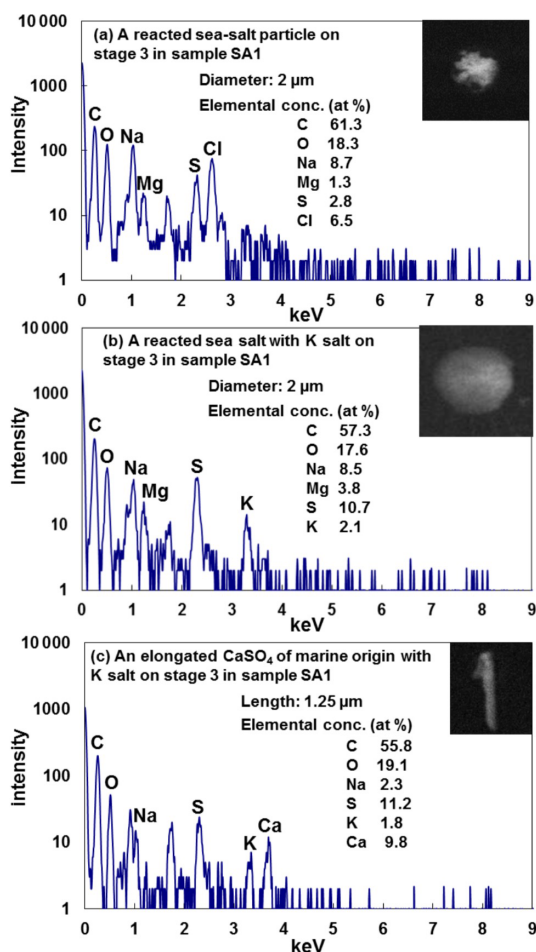 (a) A reacted sea-salt particle on
stage 3 in sample SA1
Diameter: 2 µm
Elemental conc. (at %)
C 61.3
O 18.3
Na 8.7
Mg 1.3
S 2.8
Cl 6.5
Intensity
10 000
1000
100
10
1
C
O
Na
Mg
S
Cl
0 1 2 3 4 5 6 7 8 9
keV
(b) A reacted sea salt with K salt on
stage 3 in sample SA1
Diameter: 2 µm
Elemental conc. (at %)
C 57.3
O 17.6
Na 8.5
Mg 3.8
S 10.7
K 2.1
Intensity
10 000
1000
100
10
1
C
O
Na
Mg
S
K
0 1 2 3 4 5 6 7 8 9
keV
(c) An elongated CaSO₄ of marine origin with
K salt on stage 3 in sample SA1
Length: 1.25 µm
Elemental conc. (at %)
C 55.8
O 19.1
Na 2.3
S 11.2
K 1.8
Ca 9.8
Intensity
10 000
1000
100
10
1
C
O
Na
S
K
Ca
0 1 2 3 4 5 6 7 8 9
keV